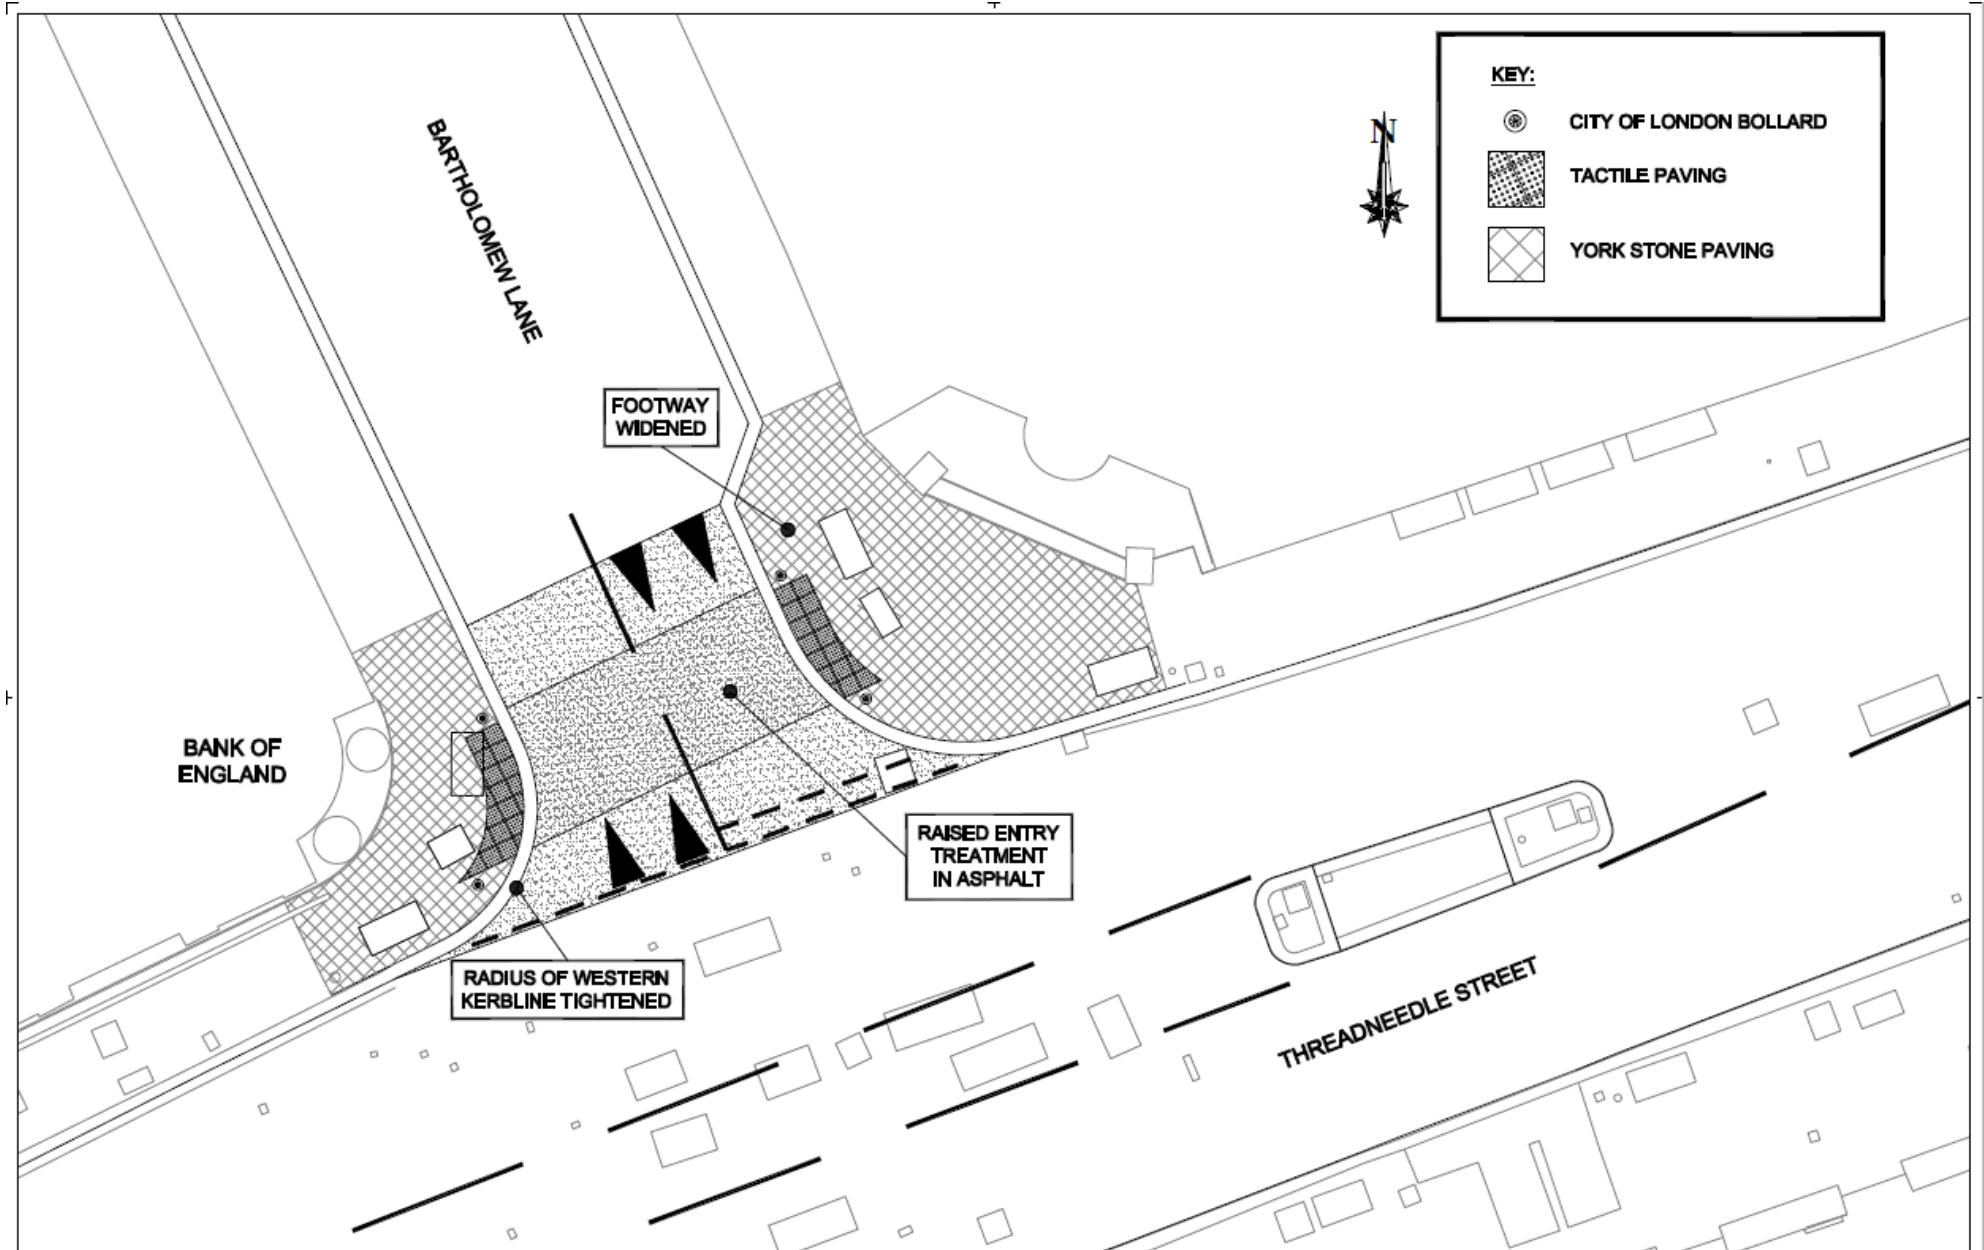 KEY:
N
CITY OF LONDON BOLLARD
TACTILE PAVING
YORK STONE PAVING
BARTHOLOMEW LANE
FOOTWAY
WIDENED
BANK OF
ENGLAND
RAISED ENTRY
TREATMENT
IN ASPHALT
RADIUS OF WESTERN
KERBLINE TIGHTENED
THREADNEEDLE STREET